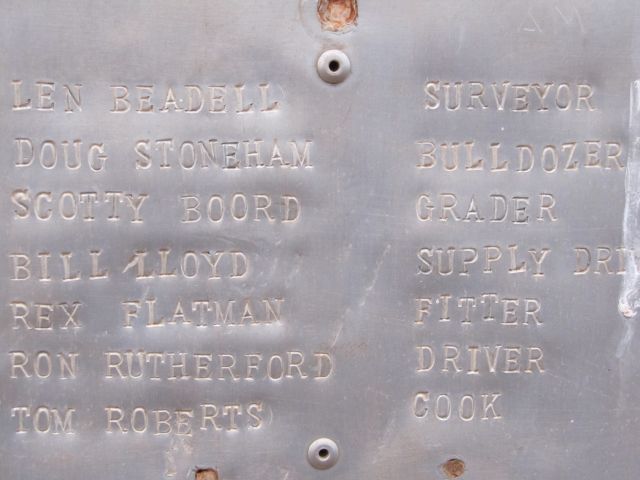 LEN BEADELL SURVEYOR
DOUG STONEHAM BULLDOZER
SCOTTY BOORD GRADER
BILL LLOYD SUPPLY DRIV
REX FLATMAN FITTER
RON RUTHERFORD DRIVER
TOM ROBERTS COOK